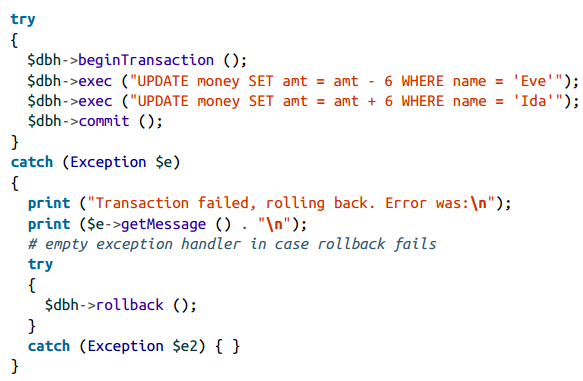 try
{
  $dbh->beginTransaction ();
  $dbh->exec ("UPDATE money SET amt = amt - 6 WHERE name = 'Eve'");
  $dbh->exec ("UPDATE money SET amt = amt + 6 WHERE name = 'Ida'");
  $dbh->commit ();
}
catch (Exception $e)
{
  print ("Transaction failed, rolling back. Error was:\n");
  print ($e->getMessage () . "\n");
  # empty exception handler in case rollback fails
  try
  {
    $dbh->rollback ();
  }
  catch (Exception $e2) { }
}